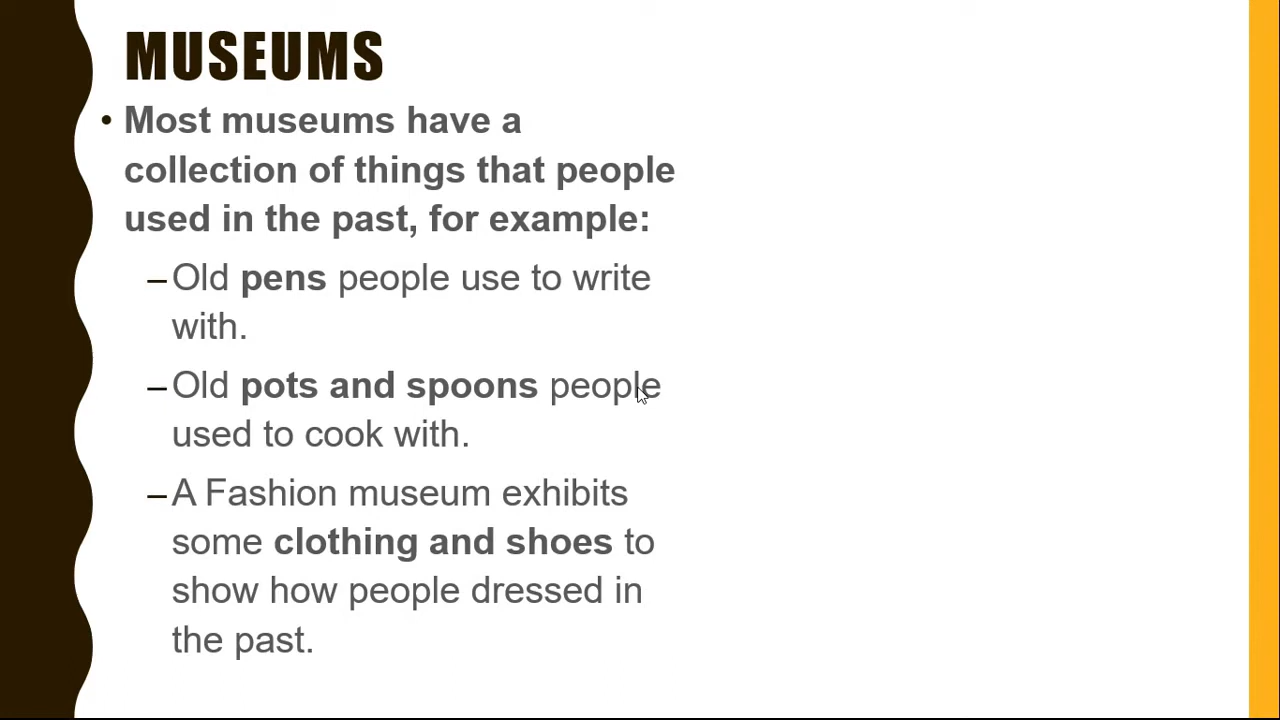 MUSEUMS
• Most museums have a
collection of things that people
used in the past, for example:
–Old pens people use to write
with.
–Old pots and spoons people
used to cook with.
–A Fashion museum exhibits
some clothing and shoes to
show how people dressed in
the past.